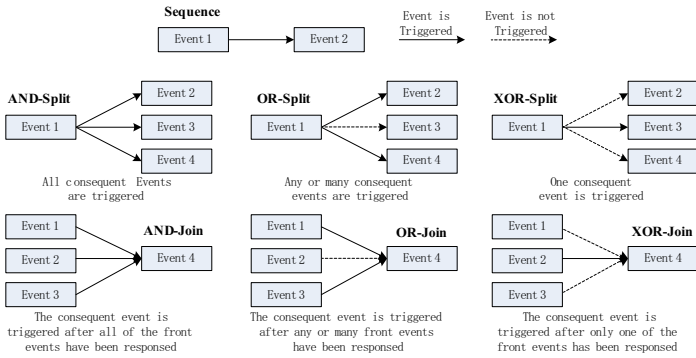 Sequence
Event 1
Event 2
Event is
Triggered
Event is not
Triggered
AND-Split
Event 1
Event 2
Event 3
Event 4
All consequent Events
are triggered
OR-Split
Event 1
Event 2
Event 3
Event 4
Any or many consequent
events are triggered
XOR-Split
Event 1
Event 2
Event 3
Event 4
One consequent
event is triggered
AND-Join
Event 1
Event 2
Event 3
Event 4
The consequent event is
triggered after all of the front
events have been responsed
OR-Join
Event 1
Event 2
Event 3
Event 4
The consequent event is triggered
after any or many front events
have been responsed
XOR-Join
Event 1
Event 2
Event 3
Event 4
The consequent event is
triggered after only one of the
front events has been responsed